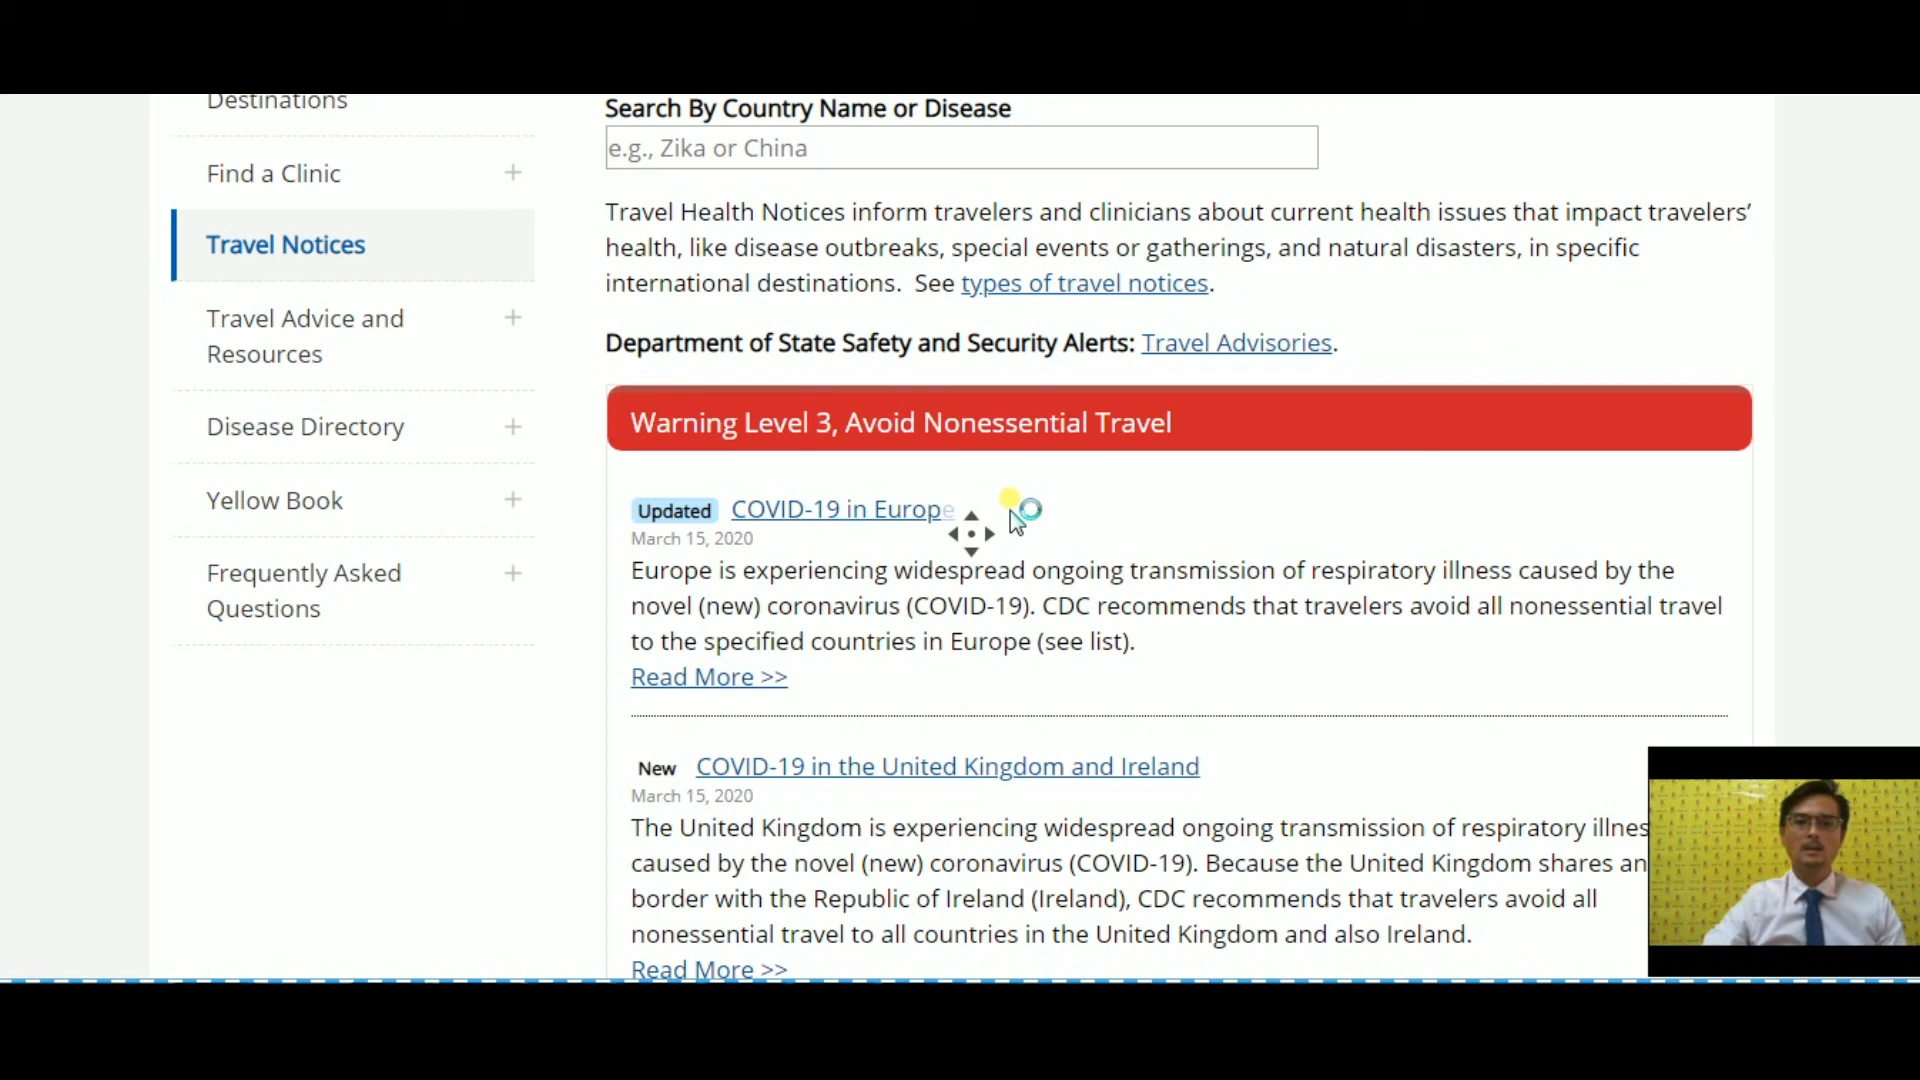 Destinations
Find a Clinic
Travel Notices
Travel Advice and
Resources
Disease Directory
Yellow Book
Frequently Asked
Questions
Search By Country Name or Disease
e.g., Zika or China
Travel Health Notices inform travelers and clinicians about current health issues that impact travelers’
health, like disease outbreaks, special events or gatherings, and natural disasters, in specific
international destinations. See types of travel notices.
Department of State Safety and Security Alerts: Travel Advisories.
Warning Level 3, Avoid Nonessential Travel
Updated COVID-19 in Europe
March 15, 2020
Europe is experiencing widespread ongoing transmission of respiratory illness caused by the
novel (new) coronavirus (COVID-19). CDC recommends that travelers avoid all nonessential travel
to the specified countries in Europe (see list).
Read More >>
New COVID-19 in the United Kingdom and Ireland
March 15, 2020
The United Kingdom is experiencing widespread ongoing transmission of respiratory illnes
caused by the novel (new) coronavirus (COVID-19). Because the United Kingdom shares an
border with the Republic of Ireland (Ireland), CDC recommends that travelers avoid all
nonessential travel to all countries in the United Kingdom and also Ireland.
Read More >>